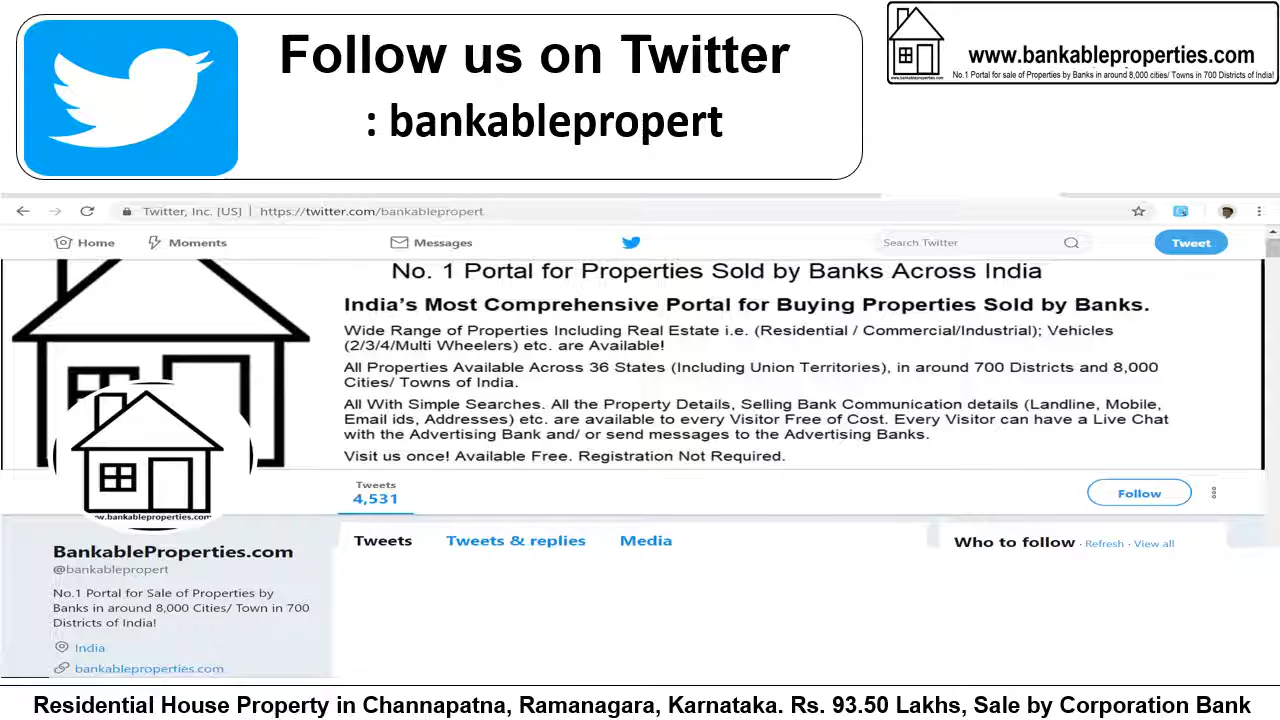 Follow us on Twitter
: bankablepropert
www.bankableproperties.com
No.1 Portal for sale of Properties by Banks in around 8,000 cities/ Towns in 700 Districts of India!
Twitter, Inc. [US] | https://twitter.com/bankablepropert
Home Moments Messages Search Twitter Tweet
No. 1 Portal for Properties Sold by Banks Across India
India's Most Comprehensive Portal for Buying Properties Sold by Banks.
Wide Range of Properties Including Real Estate i.e. (Residential / Commercial/Industrial); Vehicles
(2/3/4/Multi Wheelers) etc. are Available!
All Properties Available Across 36 States (Including Union Territories), in around 700 Districts and 8,000
Cities/ Towns of India.
All With Simple Searches. All the Property Details, Selling Bank Communication details (Landline, Mobile,
Email ids, Addresses) etc. are available to every Visitor Free of Cost. Every Visitor can have a Live Chat
with the Advertising Bank and/ or send messages to the Advertising Banks.
Visit us once! Available Free. Registration Not Required.
Tweets
4,531
Follow
w.bankableproperties.com
Tweets Tweets & replies Media
Who to follow · Refresh · View all
BankableProperties.com
@bankablepropert
No.1 Portal for Sale of Properties by
Banks in around 8,000 Cities/ Town in 700
Districts of India!
India
bankableproperties.com
Residential House Property in Channapatna, Ramanagara, Karnataka. Rs. 93.50 Lakhs, Sale by Corporation Bank